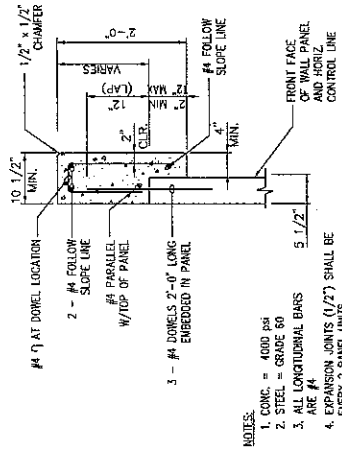 1/2" x 1/2"
CHAMFER
10 1/2"
MIN.
#4 ┐ AT DOWEL LOCATION
2 - #4 FOLLOW
SLOPE LINE
#4 PARALLEL
W/TOP OF PANEL
3 - #4 DOWELS 2'-0" LONG
EMBEDDED IN PANEL
2'-0"
VARIES
12"
(LAP)
2" MIN
12" MAX
#4 FOLLOW
SLOPE LINE
2"
CLR.
4"
MIN.
FRONT FACE
OF WALL PANEL
AND HORIZ
CONTROL LINE
5 1/2"
NOTES:
1. CONC. = 4000 psi
2. STEEL = GRADE 60
3. ALL LONGITUDINAL BARS
ARE #4
4. EXPANSION JOINTS (1/2") SHALL BE
EVERY 2 PANEL UNITS